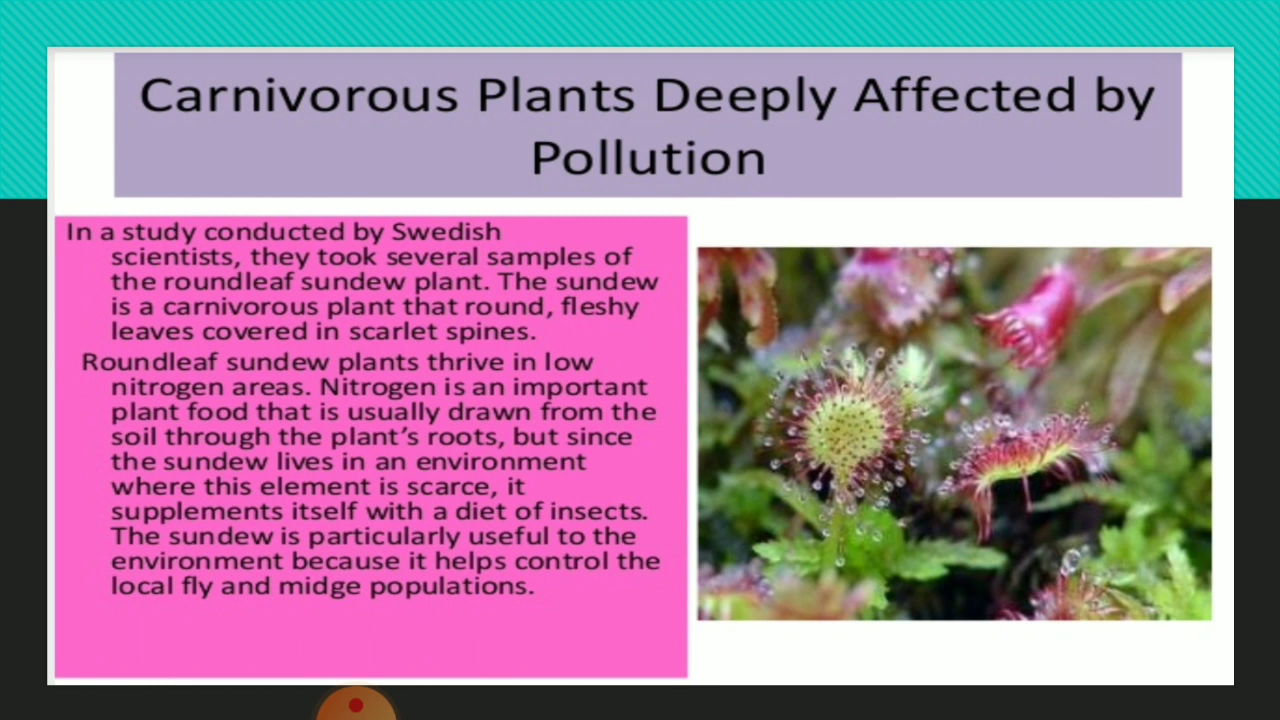 Carnivorous Plants Deeply Affected by
Pollution
In a study conducted by Swedish
scientists, they took several samples of
the roundleaf sundew plant. The sundew
is a carnivorous plant that round, fleshy
leaves covered in scarlet spines.
Roundleaf sundew plants thrive in low
nitrogen areas. Nitrogen is an important
plant food that is usually drawn from the
soil through the plant’s roots, but since
the sundew lives in an environment
where this element is scarce, it
supplements itself with a diet of insects.
The sundew is particularly useful to the
environment because it helps control the
local fly and midge populations.